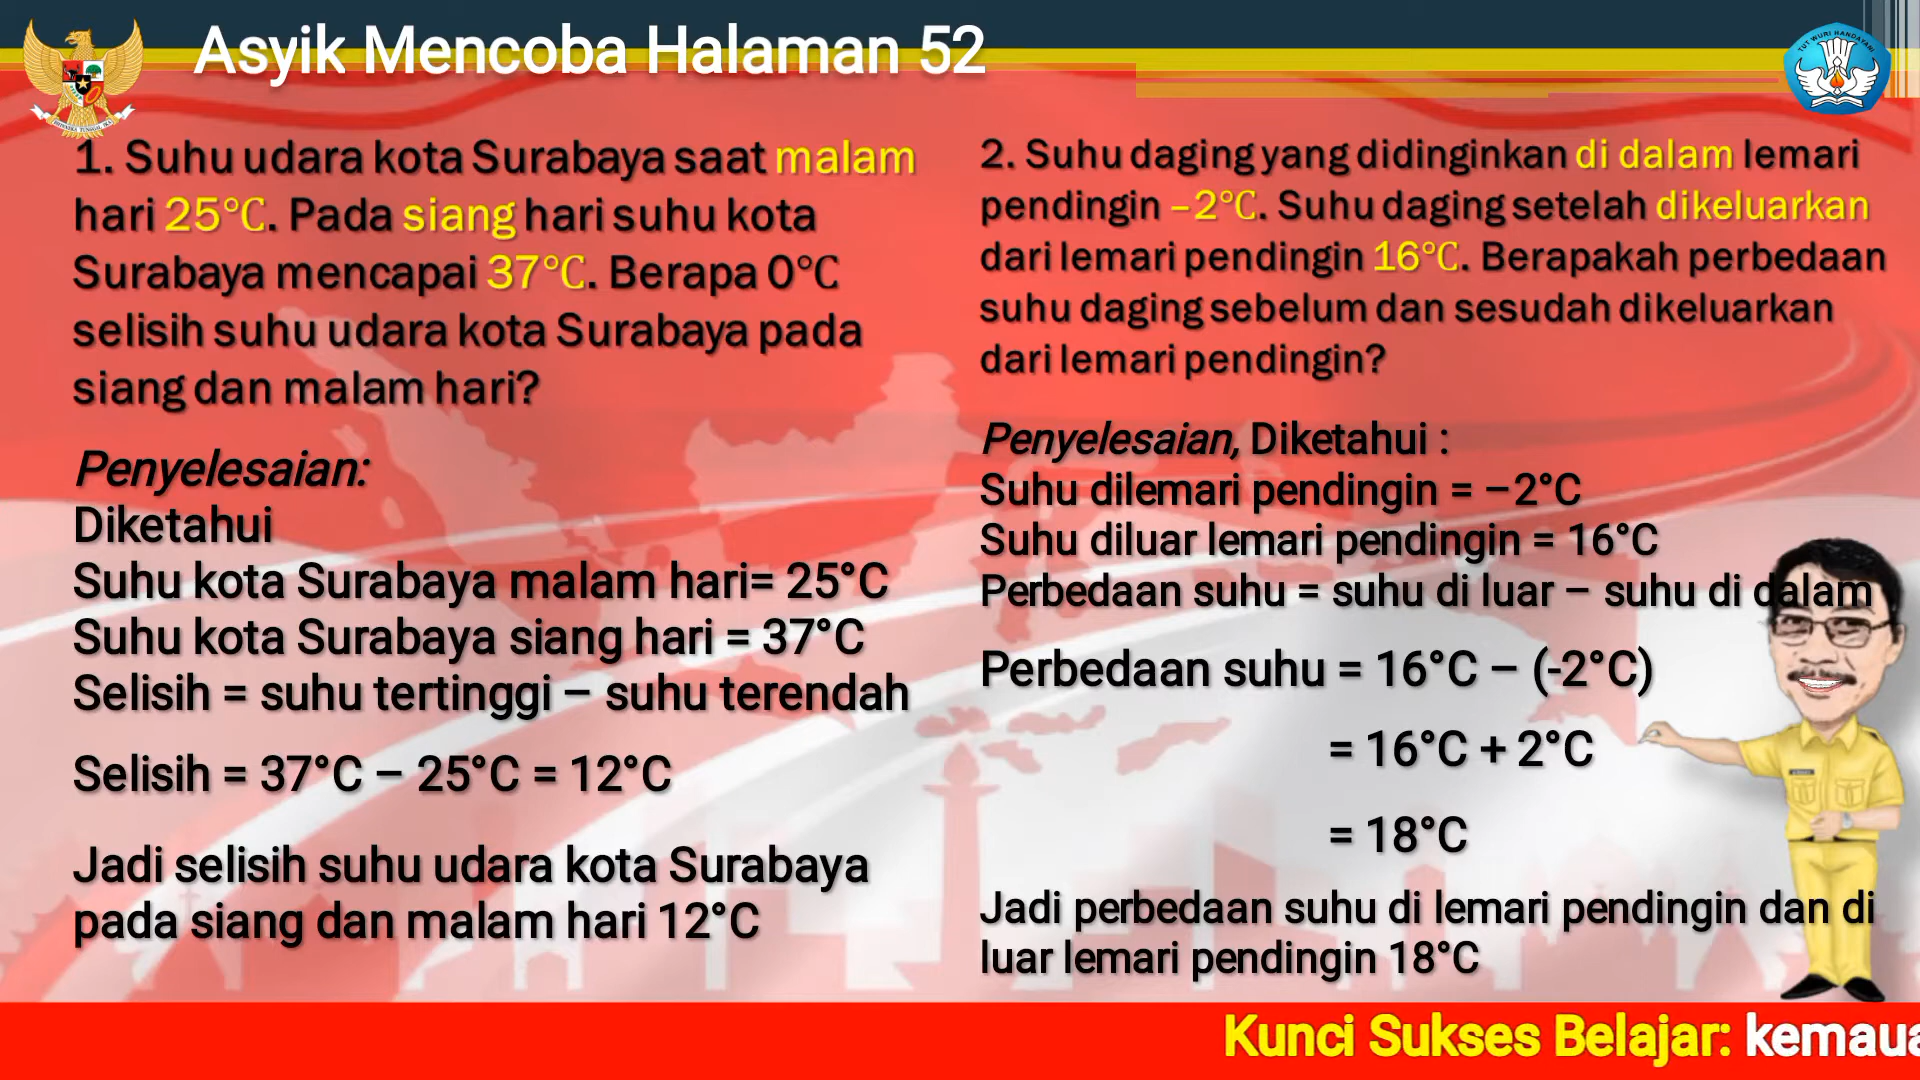 Asyik Mencoba Halaman 52
TUT WURI HANDAYANI
1. Suhu udara kota Surabaya saat malam
hari 25°C. Pada siang hari suhu kota
Surabaya mencapai 37°C. Berapa 0°C
selisih suhu udara kota Surabaya pada
siang dan malam hari?
Penyelesaian:
Diketahui
Suhu kota Surabaya malam hari= 25°C
Suhu kota Surabaya siang hari = 37°C
Selisih = suhu tertinggi – suhu terendah
Selisih = 37°C – 25°C = 12°C
Jadi selisih suhu udara kota Surabaya
pada siang dan malam hari 12°C
2. Suhu daging yang didinginkan di dalam lemari
pendingin –2°C. Suhu daging setelah dikeluarkan
dari lemari pendingin 16°C. Berapakah perbedaan
suhu daging sebelum dan sesudah dikeluarkan
dari lemari pendingin?
Penyelesaian, Diketahui :
Suhu dilemari pendingin = –2°C
Suhu diluar lemari pendingin = 16°C
Perbedaan suhu = suhu di luar – suhu di dalam
Perbedaan suhu = 16°C – (-2°C)
= 16°C + 2°C
= 18°C
Jadi perbedaan suhu di lemari pendingin dan di
luar lemari pendingin 18°C
Kunci Sukses Belajar: kemaua